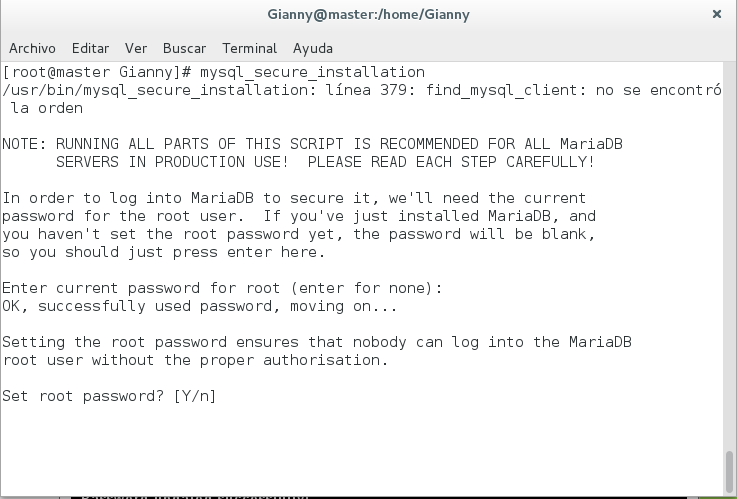 Gianny@master:/home/Gianny
Archivo Editar Ver Buscar Terminal Ayuda
[root@master Gianny]# mysql_secure_installation
/usr/bin/mysql_secure_installation: línea 379: find_mysql_client: no se encontró
la orden
NOTE: RUNNING ALL PARTS OF THIS SCRIPT IS RECOMMENDED FOR ALL MariaDB
SERVERS IN PRODUCTION USE!  PLEASE READ EACH STEP CAREFULLY!
In order to log into MariaDB to secure it, we'll need the current
password for the root user.  If you've just installed MariaDB, and
you haven't set the root password yet, the password will be blank,
so you should just press enter here.
Enter current password for root (enter for none):
OK, successfully used password, moving on...
Setting the root password ensures that nobody can log into the MariaDB
root user without the proper authorisation.
Set root password? [Y/n]